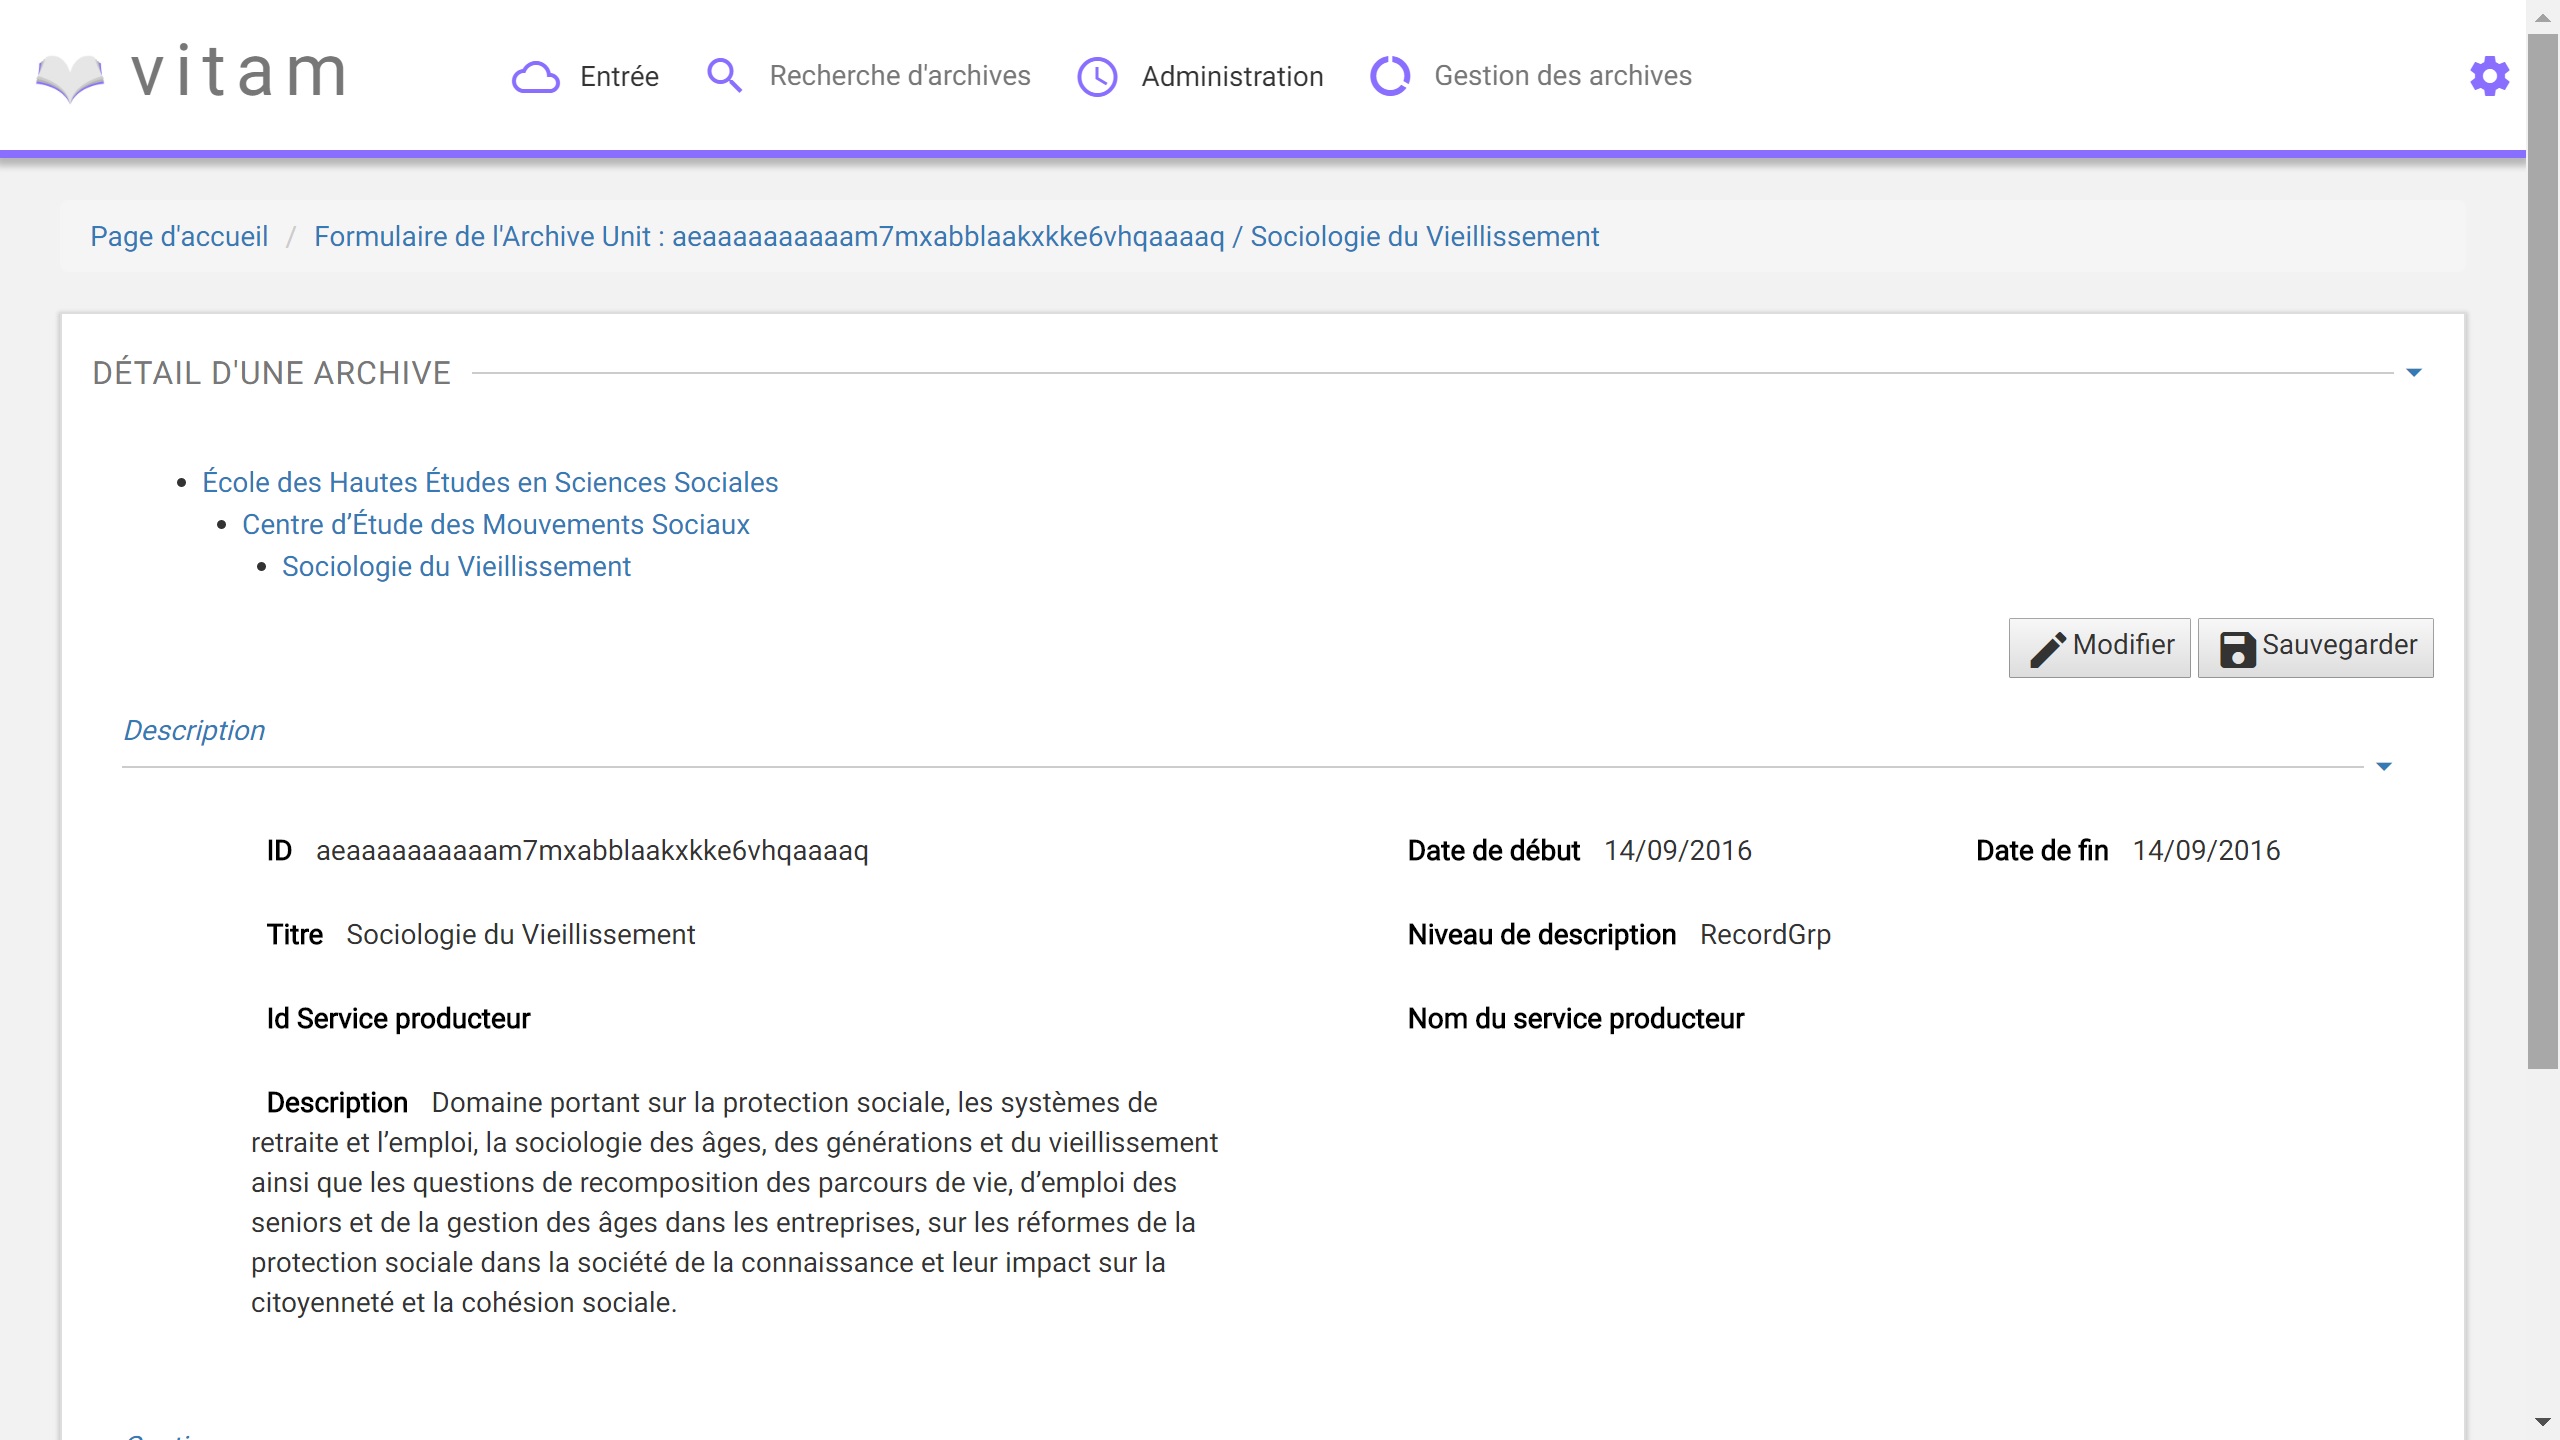 vitam
Entrée Recherche d'archives Administration Gestion des archives
Page d'accueil / Formulaire de l'Archive Unit : aeaaaaaaaaaam7mxabblaakxkke6vhqaaaaq / Sociologie du Vieillissement
DÉTAIL D'UNE ARCHIVE
• École des Hautes Études en Sciences Sociales
• Centre d’Étude des Mouvements Sociaux
• Sociologie du Vieillissement
Modifier Sauvegarder
Description
ID aeaaaaaaaaaam7mxabblaakxkke6vhqaaaaq Date de début 14/09/2016 Date de fin 14/09/2016
Titre Sociologie du Vieillissement Niveau de description RecordGrp
Id Service producteur Nom du service producteur
Description Domaine portant sur la protection sociale, les systèmes de
retraite et l’emploi, la sociologie des âges, des générations et du vieillissement
ainsi que les questions de recomposition des parcours de vie, d’emploi des
seniors et de la gestion des âges dans les entreprises, sur les réformes de la
protection sociale dans la société de la connaissance et leur impact sur la
citoyenneté et la cohésion sociale.